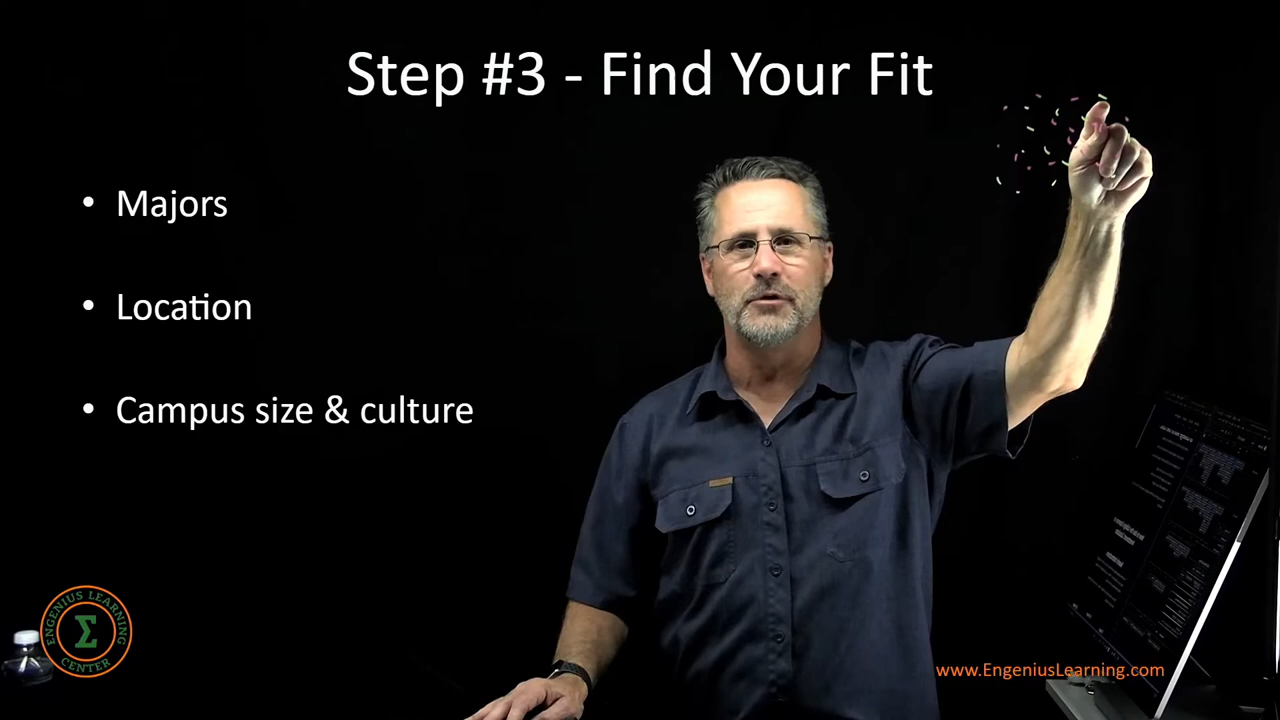 Step #3 - Find Your Fit
• Majors
• Location
• Campus size & culture
ENGENIUS LEARNING
Σ
CENTER
www.EngeniusLearning.com